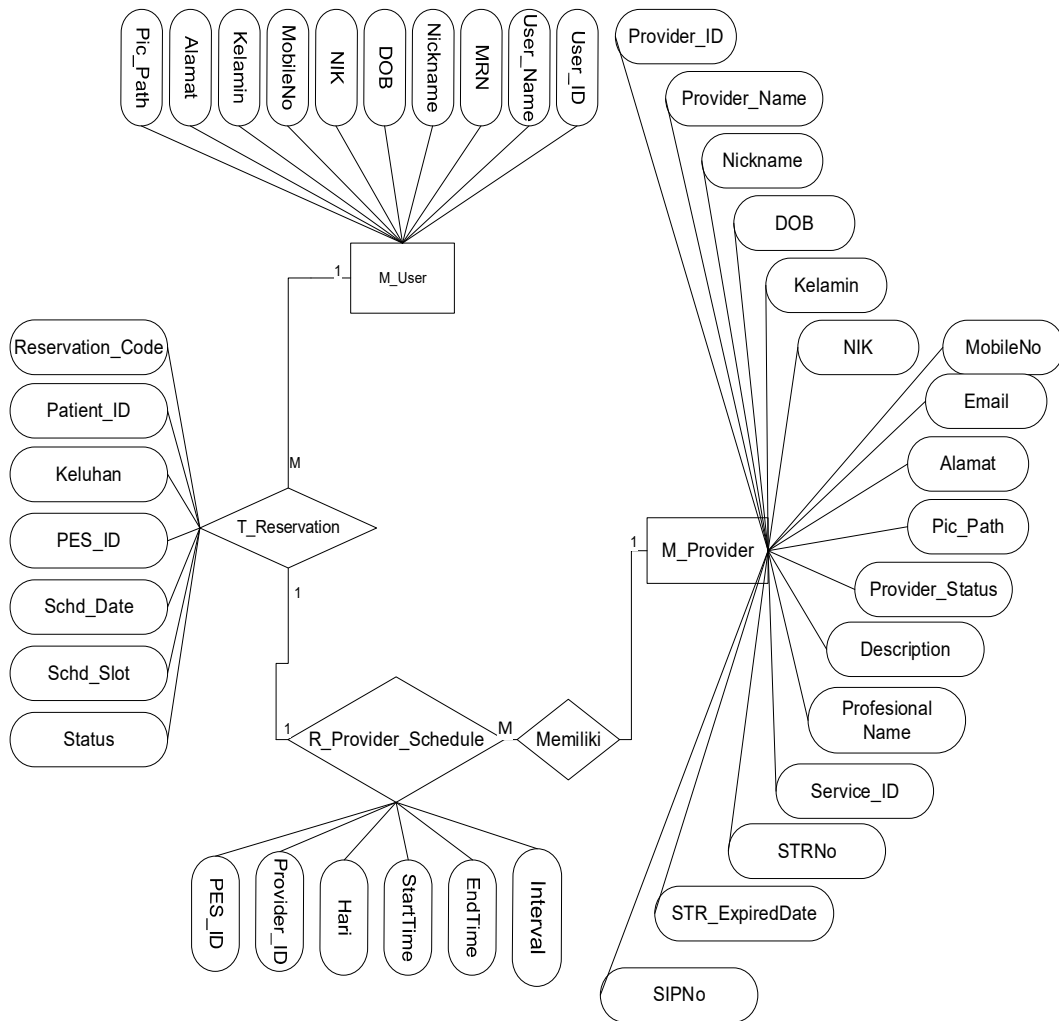 Pic_Path
Alamat
Kelamin
MobileNo
NIK
DOB
Nickname
MRN
User_Name
User_ID
Provider_ID
Provider_Name
Nickname
DOB
Kelamin
NIK
MobileNo
Email
Alamat
Pic_Path
Provider_Status
Description
Profesional
Name
Service_ID
STRNo
STR_ExpiredDate
SIPNo
1
M_User
Reservation_Code
Patient_ID
Keluhan
PES_ID
Schd_Date
Schd_Slot
Status
M
T_Reservation
1
1
M_Provider
1
R_Provider_Schedule
M
Memiliki
PES_ID
Provider_ID
Hari
StartTime
EndTime
Interval